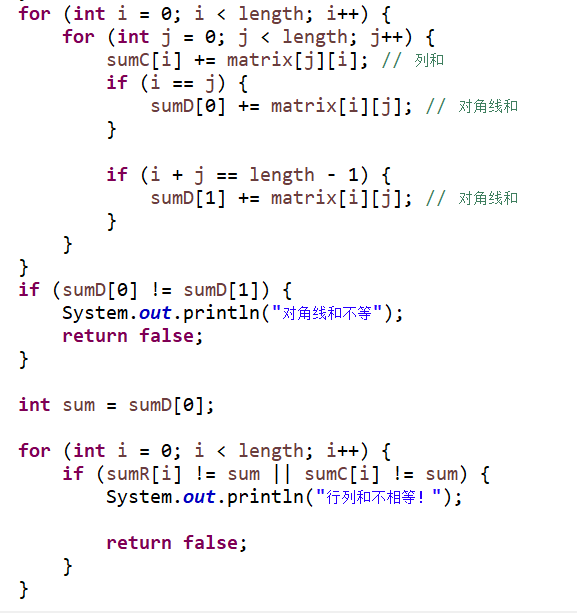 for (int i = 0; i < length; i++) {
    for (int j = 0; j < length; j++) {
        sumC[i] += matrix[j][i]; // 列和
        if (i == j) {
            sumD[0] += matrix[i][j]; // 对角线和
        }

        if (i + j == length - 1) {
            sumD[1] += matrix[i][j]; // 对角线和
        }
    }
}
if (sumD[0] != sumD[1]) {
    System.out.println("对角线和不等");
    return false;
}

int sum = sumD[0];

for (int i = 0; i < length; i++) {
    if (sumR[i] != sum || sumC[i] != sum) {
        System.out.println("行列和不相等！");

        return false;
    }
}